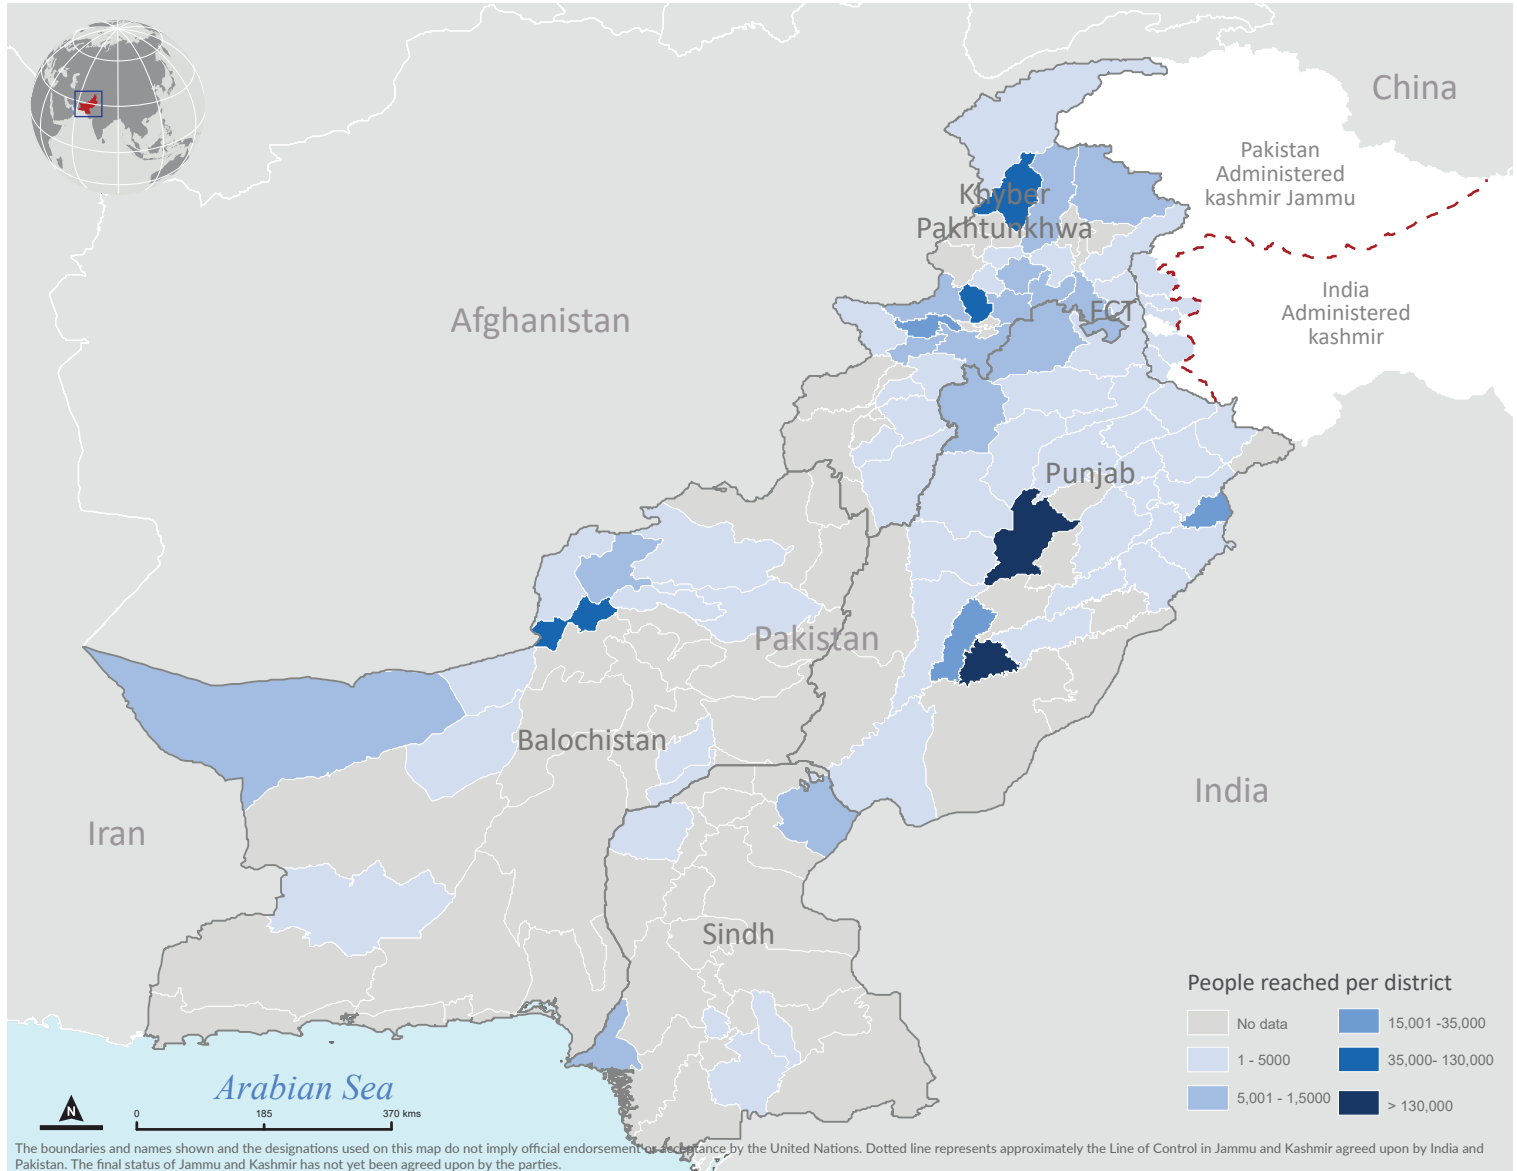 China
Pakistan
Administered
kashmir Jammu
Khyber
Pakhtunkhwa
India
Administered
kashmir
FCT
Afghanistan
Punjab
Pakistan
Balochistan
India
Iran
Sindh
People reached per district
No data
15,001 -35,000
1 - 5000
35,000- 130,000
5,001 - 1,5000
> 130,000
Arabian Sea
N
0 185 370 kms
The boundaries and names shown and the designations used on this map do not imply official endorsement or acceptance by the United Nations. Dotted line represents approximately the Line of Control in Jammu and Kashmir agreed upon by India and
Pakistan. The final status of Jammu and Kashmir has not yet been agreed upon by the parties.